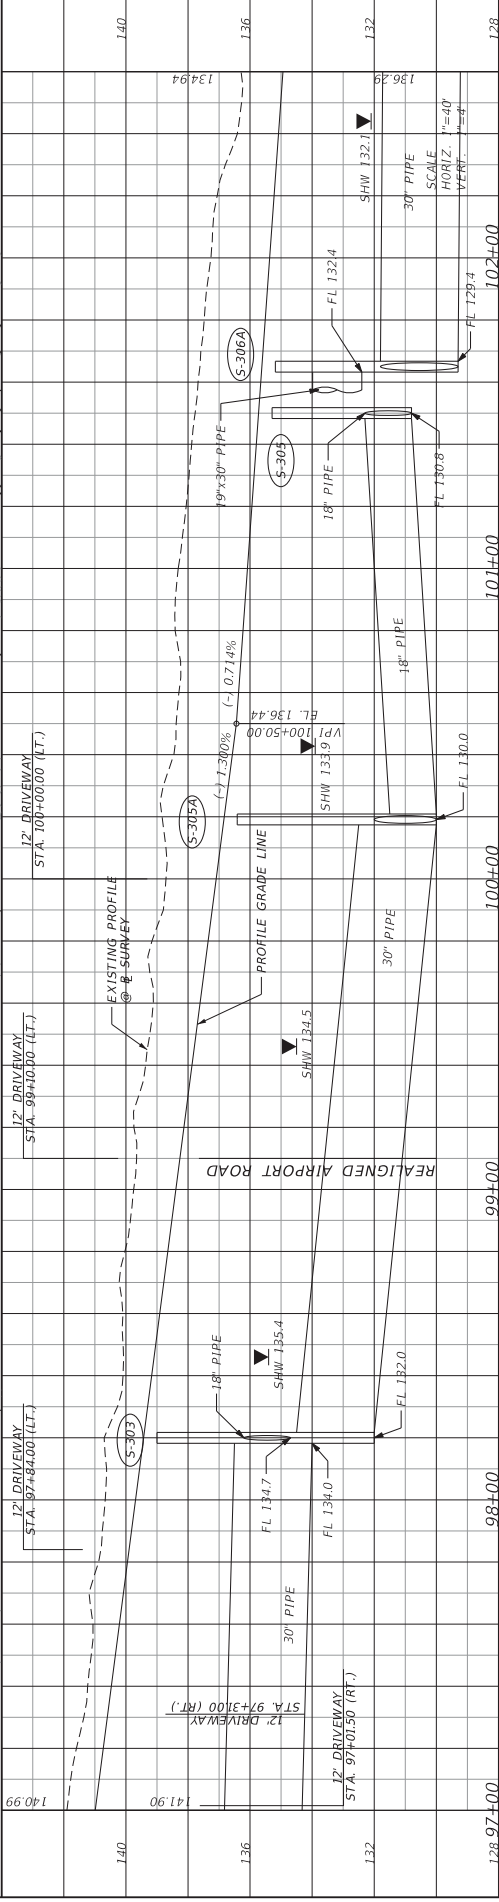 140
136
132
128
134.94
136.29
SHW 132.1
30" PIPE
SCALE
HORIZ. 1"=40'
VERT. 1"=4'
102+00
FL 132.4
FL 129.4
S-306A
19"x30" PIPE
S-305
18" PIPE
FL 130.8
101+00
18" PIPE
(-) 0.714%
(-) 1.300%
VPI 100+50.00
EL. 136.44
SHW 133.9
FL 130.0
12' DRIVEWAY
STA. 100+00.00 (LT.)
S-305A
100+00
EXISTING PROFILE
@ BL SURVEY
PROFILE GRADE LINE
30" PIPE
12' DRIVEWAY
STA. 99+10.00 (LT.)
SHW 134.5
REALIGNED AIRPORT ROAD
99+00
18" PIPE
SHW 135.4
FL 132.0
12' DRIVEWAY
STA. 97+84.00 (LT.)
S-303
FL 134.7
FL 134.0
98+00
30" PIPE
12' DRIVEWAY
STA. 97+31.00 (RT.)
12' DRIVEWAY
STA. 97+01.50 (RT.)
140.99
141.90
140
136
132
128
97+00